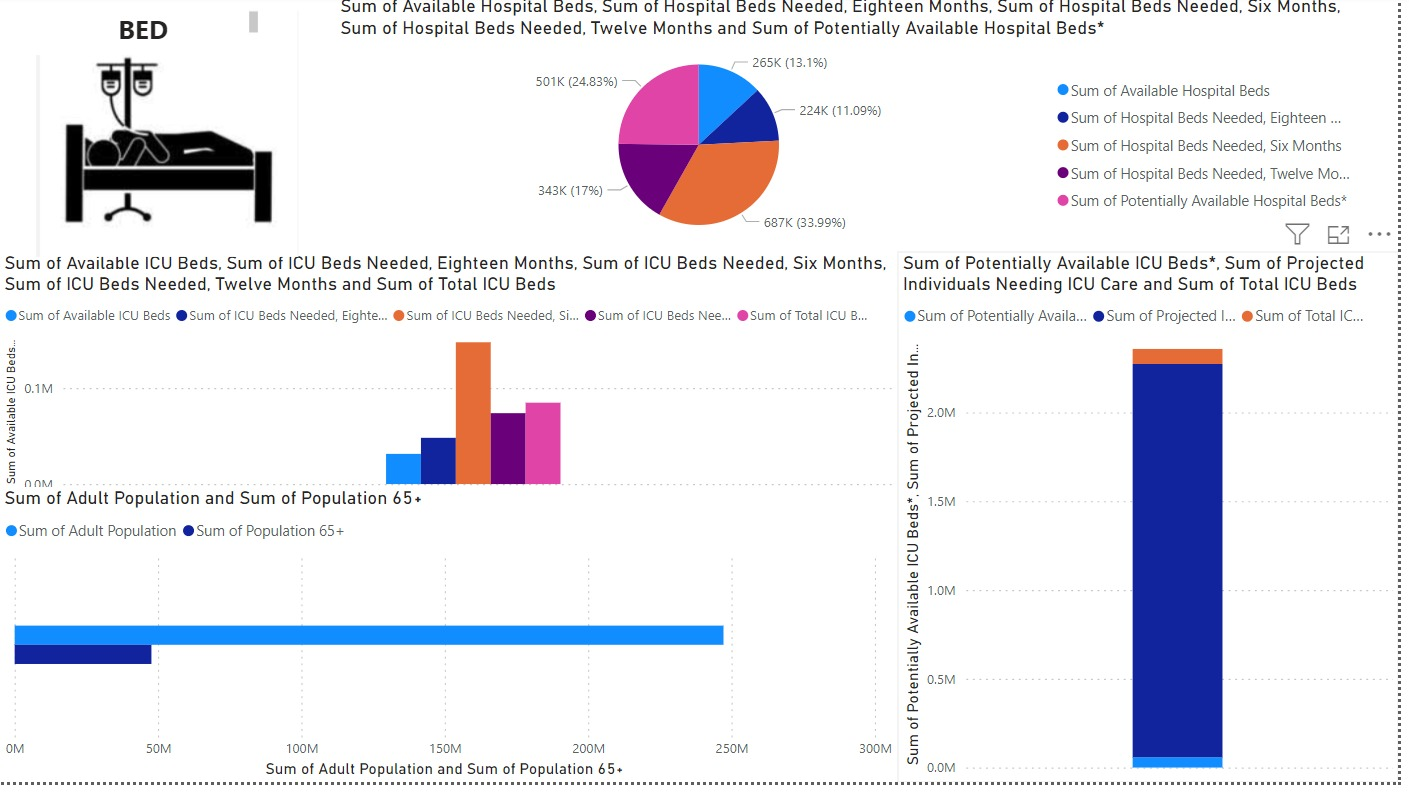 BED
Sum of Available Hospital Beds, Sum of Hospital Beds Needed, Eighteen Months, Sum of Hospital Beds Needed, Six Months,
Sum of Hospital Beds Needed, Twelve Months and Sum of Potentially Available Hospital Beds*
265K (13.1%)
501K (24.83%)
224K (11.09%)
343K (17%)
687K (33.99%)
Sum of Available Hospital Beds
Sum of Hospital Beds Needed, Eighteen ...
Sum of Hospital Beds Needed, Six Months
Sum of Hospital Beds Needed, Twelve Mo...
Sum of Potentially Available Hospital Beds*
Sum of Available ICU Beds, Sum of ICU Beds Needed, Eighteen Months, Sum of ICU Beds Needed, Six Months,
Sum of ICU Beds Needed, Twelve Months and Sum of Total ICU Beds
Sum of Available ICU Beds Sum of ICU Beds Needed, Eighte... Sum of ICU Beds Needed, Si... Sum of ICU Beds Nee... Sum of Total ICU B...
Sum of Available ICU Beds...
0.1M
0.0M
Sum of Adult Population and Sum of Population 65+
Sum of Adult Population Sum of Population 65+
0M 50M 100M 150M 200M 250M 300M
Sum of Adult Population and Sum of Population 65+
Sum of Potentially Available ICU Beds*, Sum of Projected
Individuals Needing ICU Care and Sum of Total ICU Beds
Sum of Potentially Availa... Sum of Projected I... Sum of Total IC...
Sum of Potentially Available ICU Beds*, Sum of Projected In...
2.0M
1.5M
1.0M
0.5M
0.0M